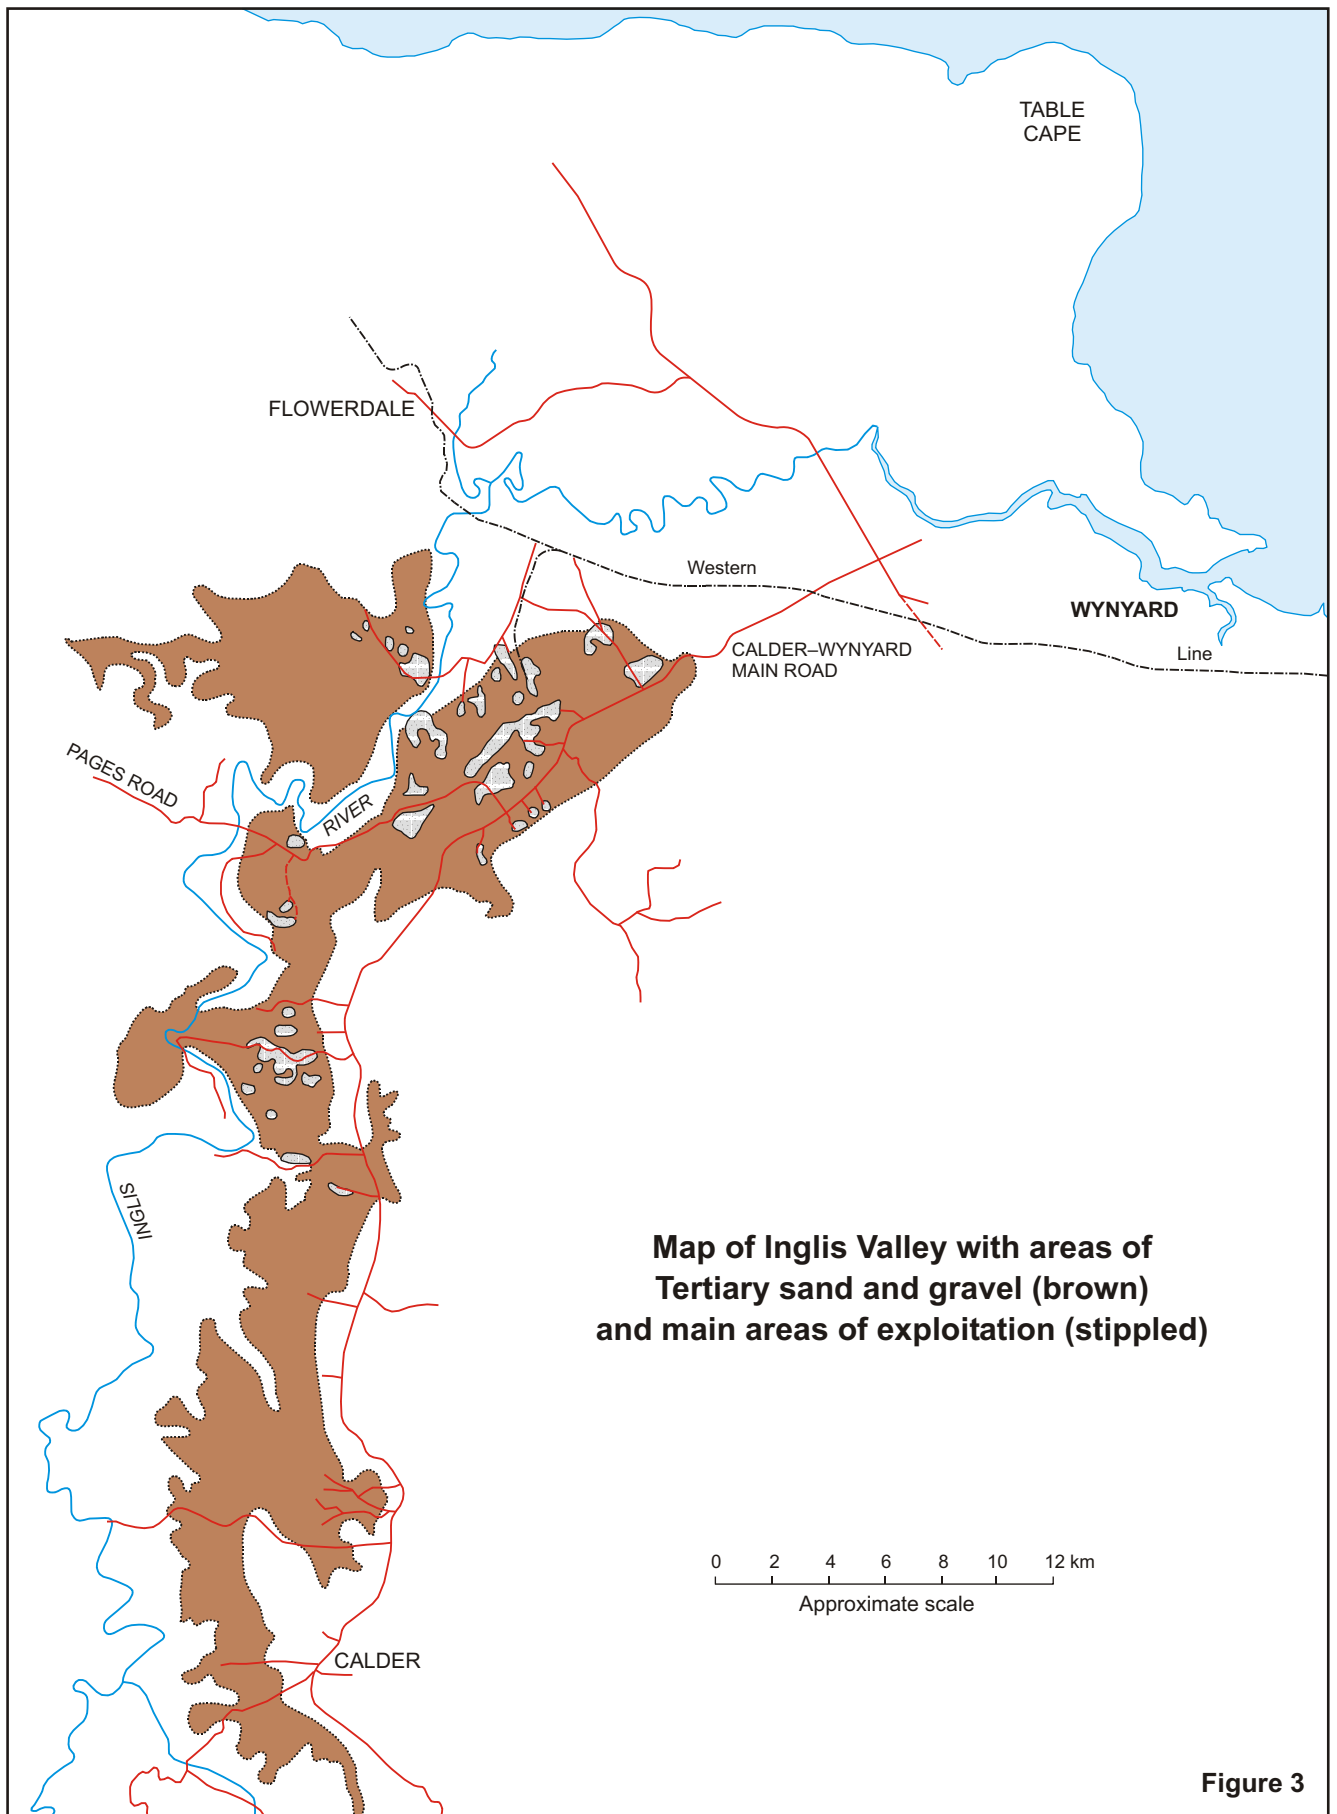 TABLE
CAPE
FLOWERDALE
Western
WYNYARD
CALDER–WYNYARD
MAIN ROAD
Line
PAGES ROAD
RIVER
INGLIS
Map of Inglis Valley with areas of
Tertiary sand and gravel (brown)
and main areas of exploitation (stippled)
0 2 4 6 8 10 12 km
Approximate scale
CALDER
Figure 3